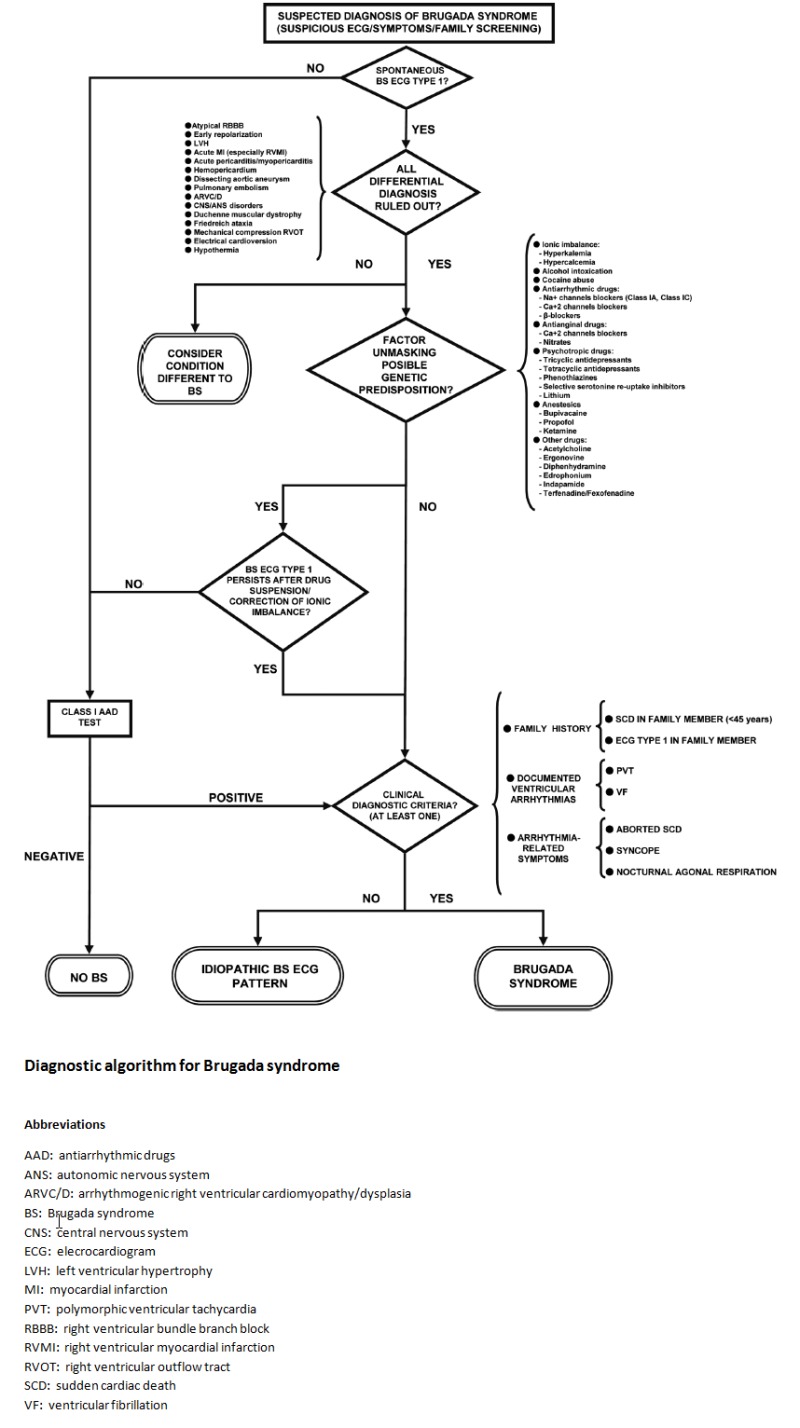 SUSPECTED DIAGNOSIS OF BRUGADA SYNDROME
(SUSPICIOUS ECG/SYMPTOMS/FAMILY SCREENING)
NO
SPONTANEOUS
BS ECG TYPE 1?
YES
●Atypical RBBB
● Early repolarization
● LVH
● Acute MI (especially RVMI)
● Acute pericarditis/myopericarditis
● Hemopericardium
● Dissecting aortic aneurysm
● Pulmonary embolism
● ARVC/D
● CNS/ANS disorders
● Duchenne muscular dystrophy
● Friedreich ataxia
● Mechanical compression RVOT
● Electrical cardioversion
● Hypothermia
ALL
DIFFERENTIAL
DIAGNOSIS
RULED OUT?
NO
YES
CONSIDER
CONDITION
DIFFERENT TO
BS
FACTOR
UNMASKING
POSIBLE
GENETIC
PREDISPOSITION?
● Ionic imbalance:
- Hyperkalemia
- Hypercalcemia
● Alcohol intoxication
● Cocaine abuse
● Antiarrhythmic drugs:
- Na+ channels blockers (Class IA, Class IC)
- Ca+2 channels blockers
- β-blockers
● Antianginal drugs:
- Ca+2 channels blockers
- Nitrates
● Psychotropic drugs:
- Tricyclic antidepressants
- Tetracyclic antidepressants
- Phenothiazines
- Selective serotonine re-uptake inhibitors
- Lithium
● Anestesics
- Bupivacaine
- Propofol
- Ketamine
● Other drugs:
- Acetylcholine
- Ergenovine
- Diphenhydramine
- Edrophonium
- Indapamide
- Terfenadine/Fexofenadine
YES
NO
BS ECG TYPE 1
PERSISTS AFTER DRUG
SUSPENSION/
CORRECTION OF IONIC
IMBALANCE?
NO
YES
CLASS I AAD
TEST
POSITIVE
NEGATIVE
CLINICAL
DIAGNOSTIC CRITERIA?
(AT LEAST ONE)
● FAMILY HISTORY
● SCD IN FAMILY MEMBER (<45 years)
● ECG TYPE 1 IN FAMILY MEMBER
● DOCUMENTED
VENTRICULAR
ARRHYTHMIAS
● PVT
● VF
● ARRHYTHMIA-
RELATED
SYMPTOMS
● ABORTED SCD
● SYNCOPE
● NOCTURNAL AGONAL RESPIRATION
NO
YES
NO BS
IDIOPATHIC BS ECG
PATTERN
BRUGADA
SYNDROME
Diagnostic algorithm for Brugada syndrome
Abbreviations
AAD: antiarrhythmic drugs
ANS: autonomic nervous system
ARVC/D: arrhythmogenic right ventricular cardiomyopathy/dysplasia
BS: Brugada syndrome
CNS: central nervous system
ECG: elecrocardiogram
LVH: left ventricular hypertrophy
MI: myocardial infarction
PVT: polymorphic ventricular tachycardia
RBBB: right ventricular bundle branch block
RVMI: right ventricular myocardial infarction
RVOT: right ventricular outflow tract
SCD: sudden cardiac death
VF: ventricular fibrillation